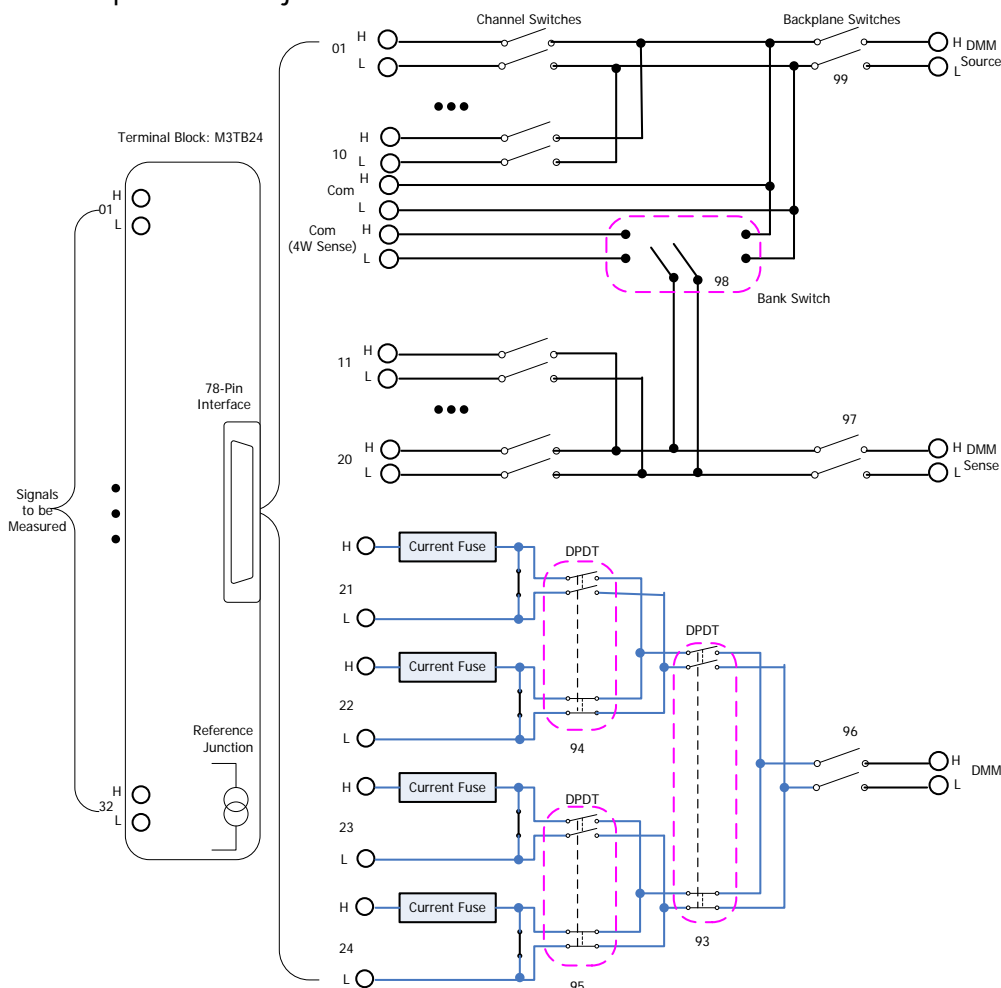 Channel Switches
Backplane Switches
01
H
L
H DMM
Source
L
99
Terminal Block: M3TB24
H
10
L
H
Com
L
Com
(4W Sense)
H
L
98
Bank Switch
H
01
L
11
H
L
78-Pin
Interface
97
H
20
L
H DMM
Sense
L
Signals
to be
Measured
H
Current Fuse
DPDT
21
L
H
Current Fuse
DPDT
22
L
94
Reference
Junction
96
H
DMM
L
H
32
L
H
Current Fuse
DPDT
23
L
H
Current Fuse
24
93
L
95